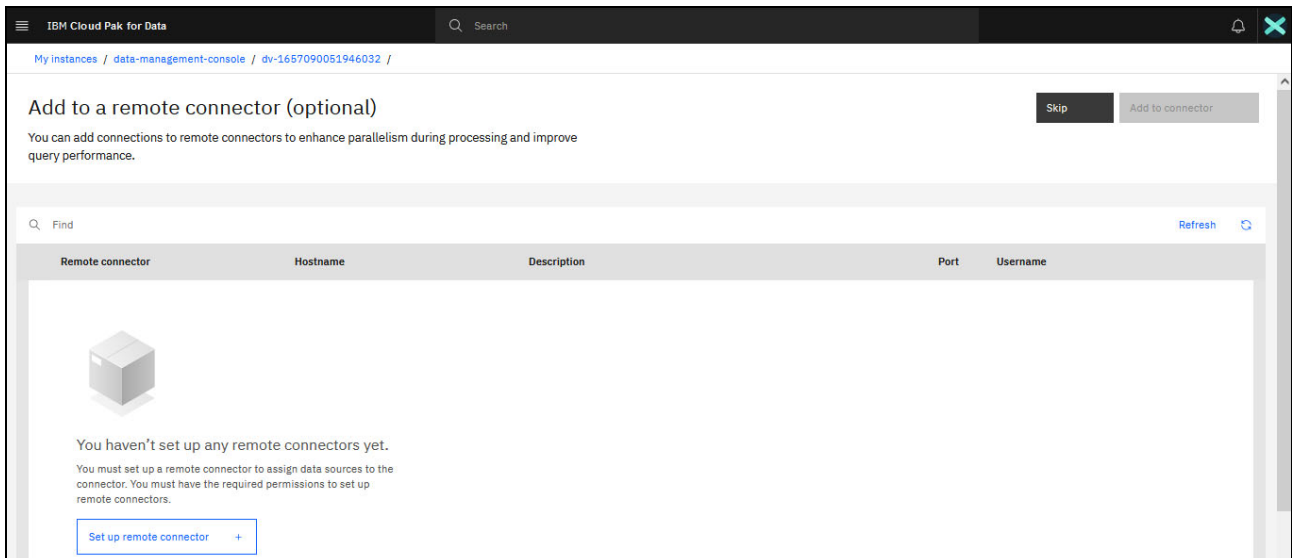 IBM Cloud Pak for Data
Search
My instances / data-management-console / dv-1657090051946032 /
Add to a remote connector (optional)
Skip
Add to connector
You can add connections to remote connectors to enhance parallelism during processing and improve
query performance.
Find
Refresh
Remote connector Hostname Description Port Username
You haven't set up any remote connectors yet.
You must set up a remote connector to assign data sources to the
connector. You must have the required permissions to set up
remote connectors.
Set up remote connector +